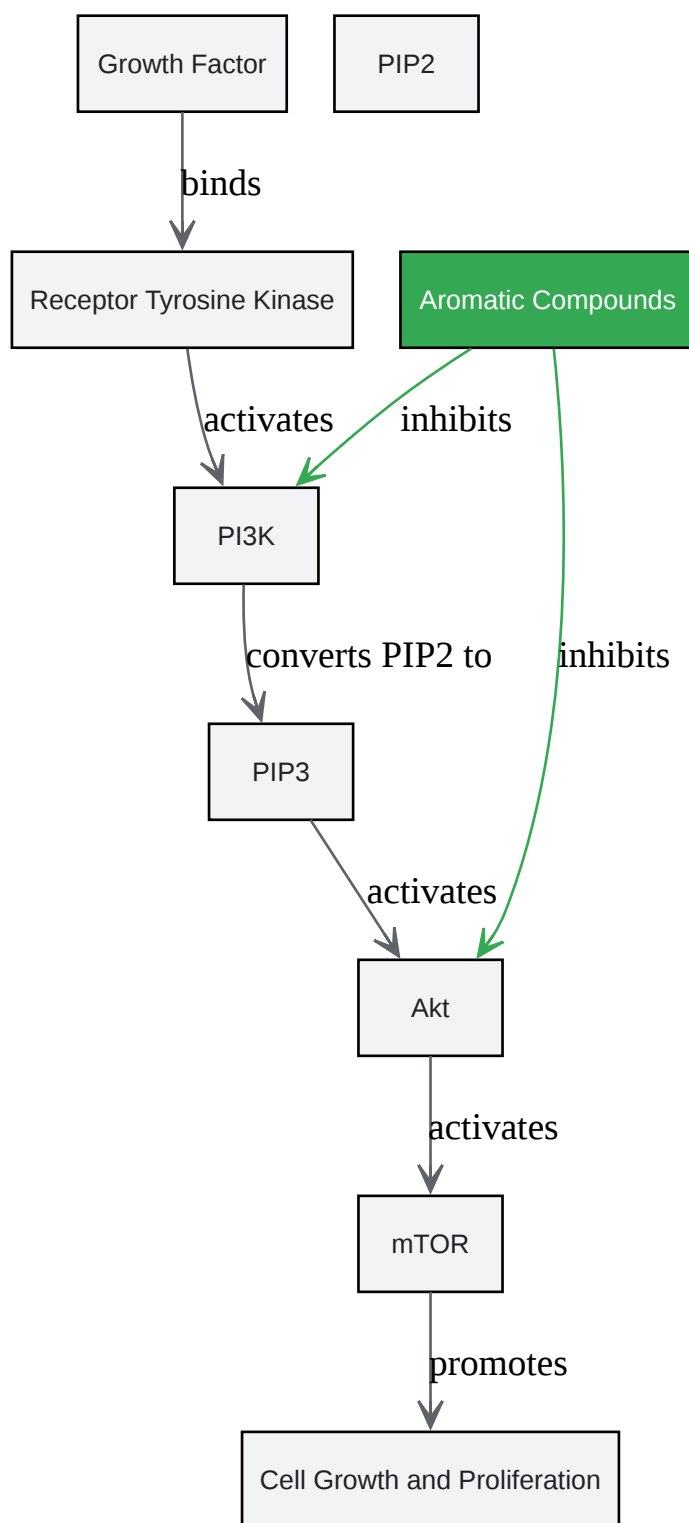 Growth Factor
PIP2
binds
Receptor Tyrosine Kinase
Aromatic Compounds
activates
inhibits
PI3K
converts PIP2 to
inhibits
PIP3
activates
Akt
activates
mTOR
promotes
Cell Growth and Proliferation